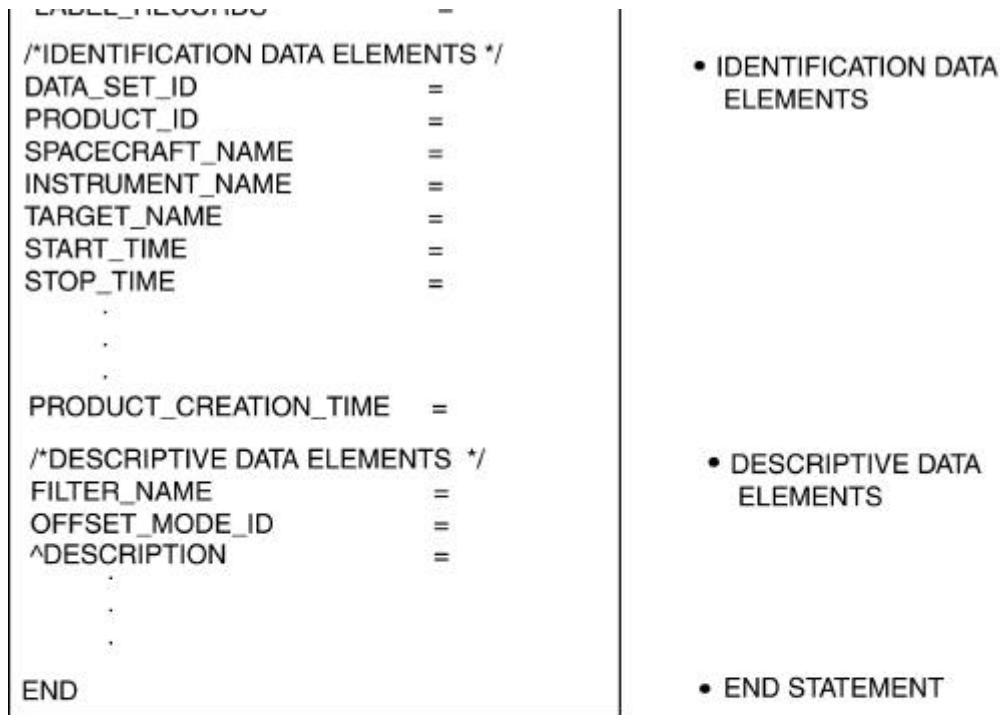 /*IDENTIFICATION DATA ELEMENTS */
DATA_SET_ID =
PRODUCT_ID =
SPACECRAFT_NAME =
INSTRUMENT_NAME =
TARGET_NAME =
START_TIME =
STOP_TIME =
.
.
.
PRODUCT_CREATION_TIME =
/*DESCRIPTIVE DATA ELEMENTS */
FILTER_NAME =
OFFSET_MODE_ID =
^DESCRIPTION =
.
.
.
END
• IDENTIFICATION DATA
ELEMENTS
• DESCRIPTIVE DATA
ELEMENTS
• END STATEMENT